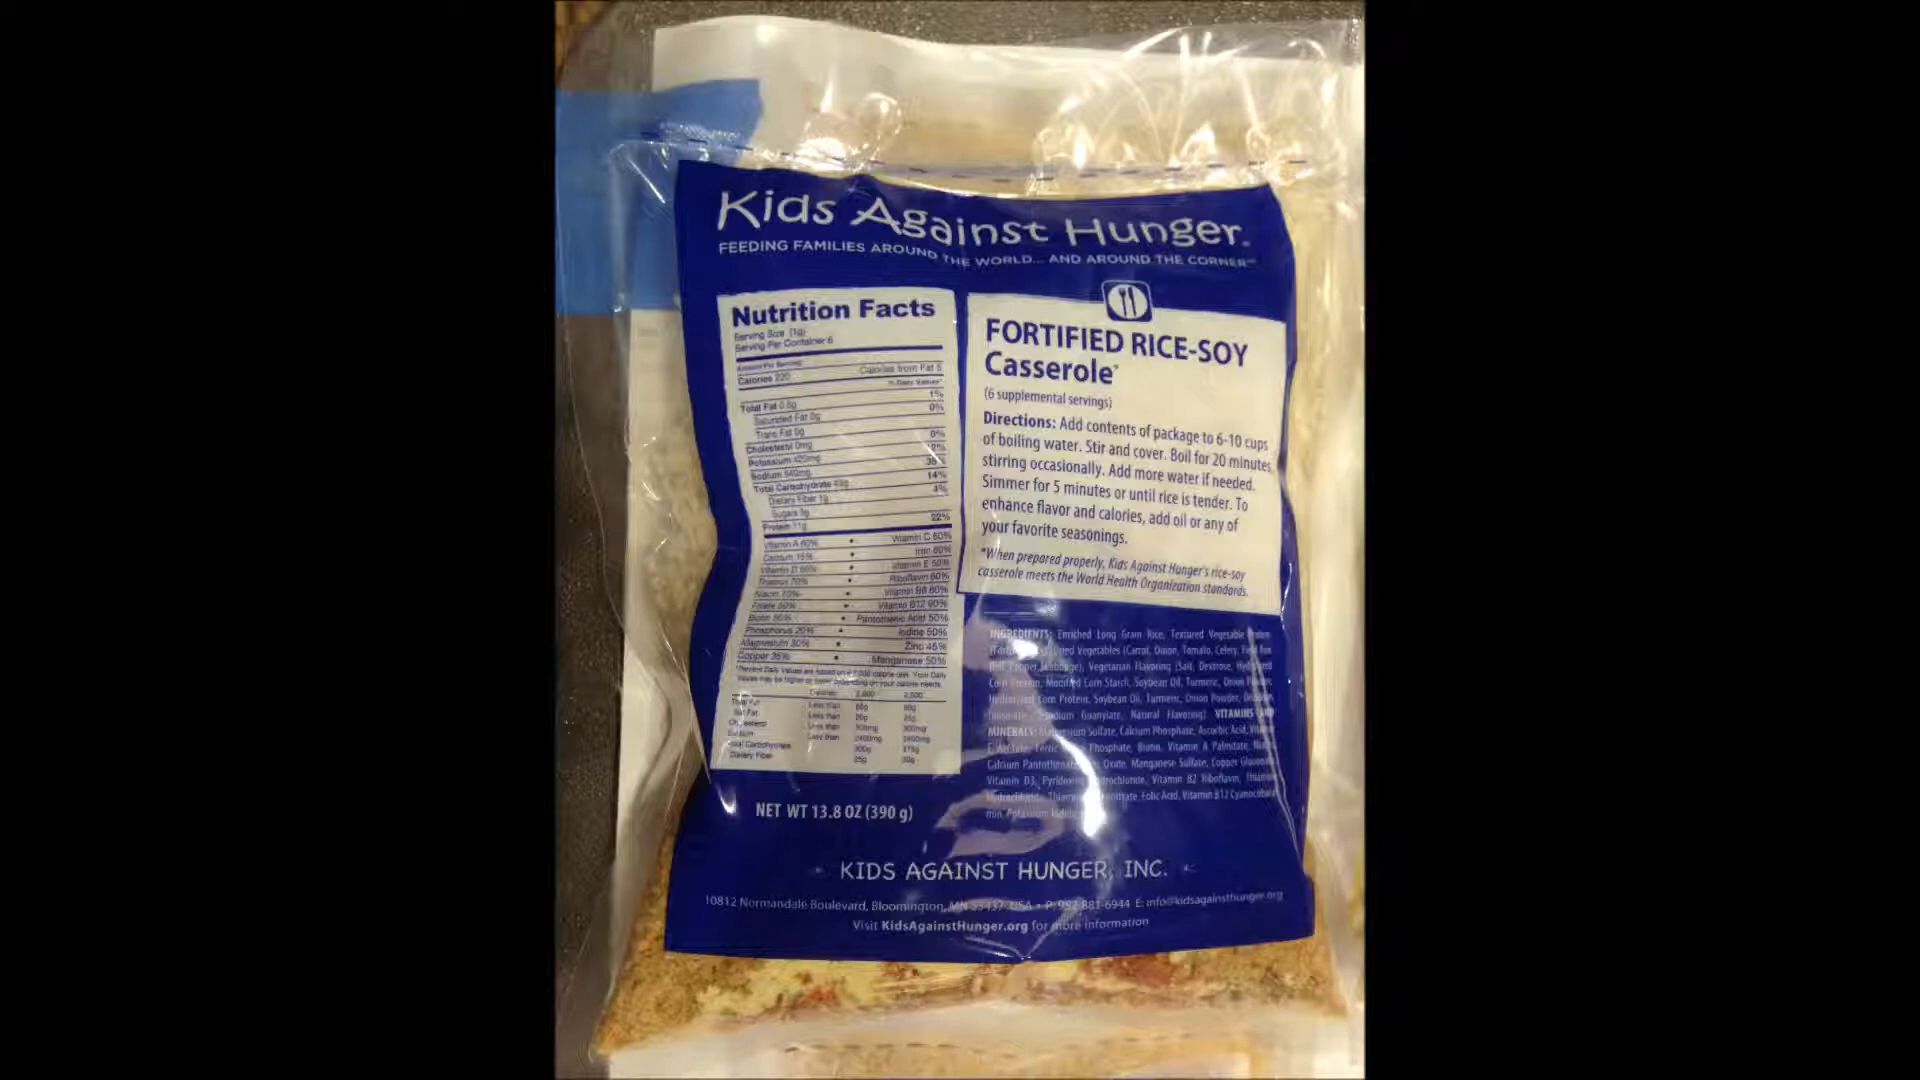 Kids Against Hunger
FEEDING FAMILIES AROUND THE WORLD... AND AROUND THE CORNER
Nutrition Facts
Serving Size (1g)
Serving Per Container 6
Amount Per Serving
Calories 220 Calories from Fat 5
% Daily Values*
Total Fat 0.5g 1%
Saturated Fat 0g 0%
Trans Fat 0g
Cholesterol 0mg 0%
Potassium 420mg
Sodium 840mg
Total Carbohydrate 14%
Dietary Fiber 1g 4%
Sugars
Protein 11g 22%
Vitamin A 60% • Vitamin C 60%
Calcium 15% • Iron 60%
Vitamin D • Vitamin E 50%
Thiamin 70% • Riboflavin 60%
Niacin 70% • Vitamin B6 80%
Folate 50% • Vitamin B12 90%
Biotin 50% • Pantothenic Acid 50%
Phosphorus 20% • Iodine 50%
Magnesium 30% • Zinc 45%
Copper 35% • Manganese 50%
*Percent Daily Values are based on a 2,000 calorie diet. Your Daily
Values may be higher or lower depending on your calorie needs.
Calories 2,000 2,500
Total Fat Less than 65g 80g
Sat Fat Less than 20g 25g
Cholesterol Less than 300mg 300mg
Sodium Less than 2400mg 2400mg
Total Carbohydrate 300g 375g
Dietary Fiber 25g 30g
NET WT 13.8 OZ (390 g)
FORTIFIED RICE-SOY
Casserole*
(6 supplemental servings)
Directions: Add contents of package to 6-10 cups
of boiling water. Stir and cover. Boil for 20 minutes,
stirring occasionally. Add more water if needed.
Simmer for 5 minutes or until rice is tender. To
enhance flavor and calories, add oil or any of
your favorite seasonings.
*When prepared properly, Kids Against Hunger's rice-soy
casserole meets the World Health Organization standards.
INGREDIENTS: Enriched Long Grain Rice, Textured Vegetable Protein
Dried Vegetables (Carrot, Onion, Tomato, Celery,
Bell Pepper, Cabbage), Vegetarian Flavoring (Salt, Dextrose, Hydrolyzed
Corn Protein, Modified Corn Starch, Soybean Oil, Turmeric, Onion Powder,
Hydrolyzed Corn Protein, Soybean Oil, Turmeric, Onion Powder, Disodium
Inosinate, Disodium Guanylate, Natural Flavoring) VITAMINS AND
MINERALS: Magnesium Sulfate, Calcium Phosphate, Ascorbic Acid, Vitamin
E Acetate, Ferric Phosphate, Biotin, Vitamin A Palmitate,
Calcium Pantothenate, Oxite, Manganese Sulfate, Copper Gluconate
Vitamin D3, Pyridoxine Hydrochloride, Vitamin B2 Riboflavin, Thiamin
Hydrochloride, Folic Acid, Vitamin B12 Cyanocobala-
min, Potassium Iodide
KIDS AGAINST HUNGER, INC.
10812 Normandale Boulevard, Bloomington, MN 55437 USA • P: 952-881-6944 E: info@kidsagainsthunger.org
Visit KidsAgainstHunger.org for more information